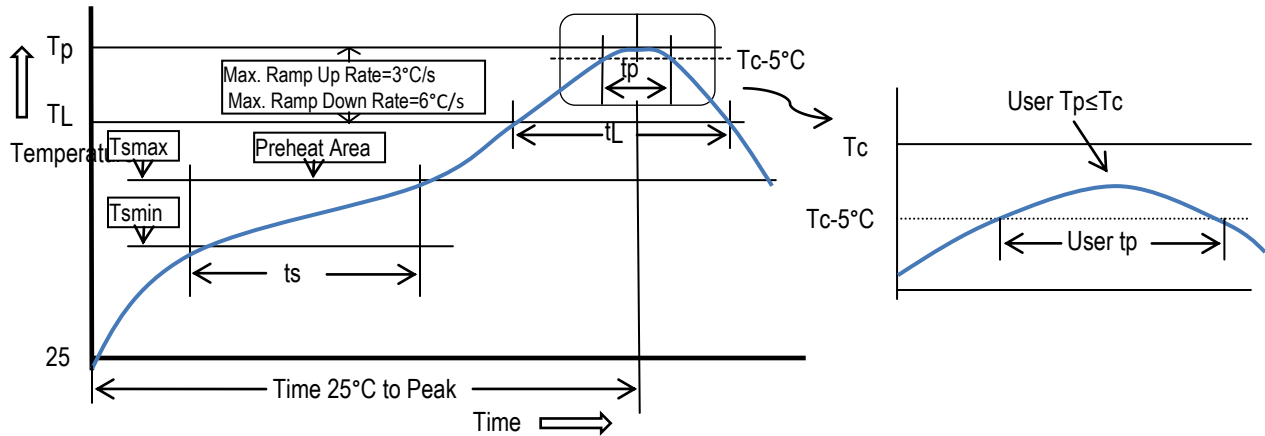 Tp
Max. Ramp Up Rate=3°C/s
Max. Ramp Down Rate=6°C/s
tp
Tc-5°C
TL
tL
Temperatur
Tsmax
Preheat Area
Tsmin
ts
25
Time 25°C to Peak
Time
User Tp≤Tc
Tc
Tc-5°C
User tp